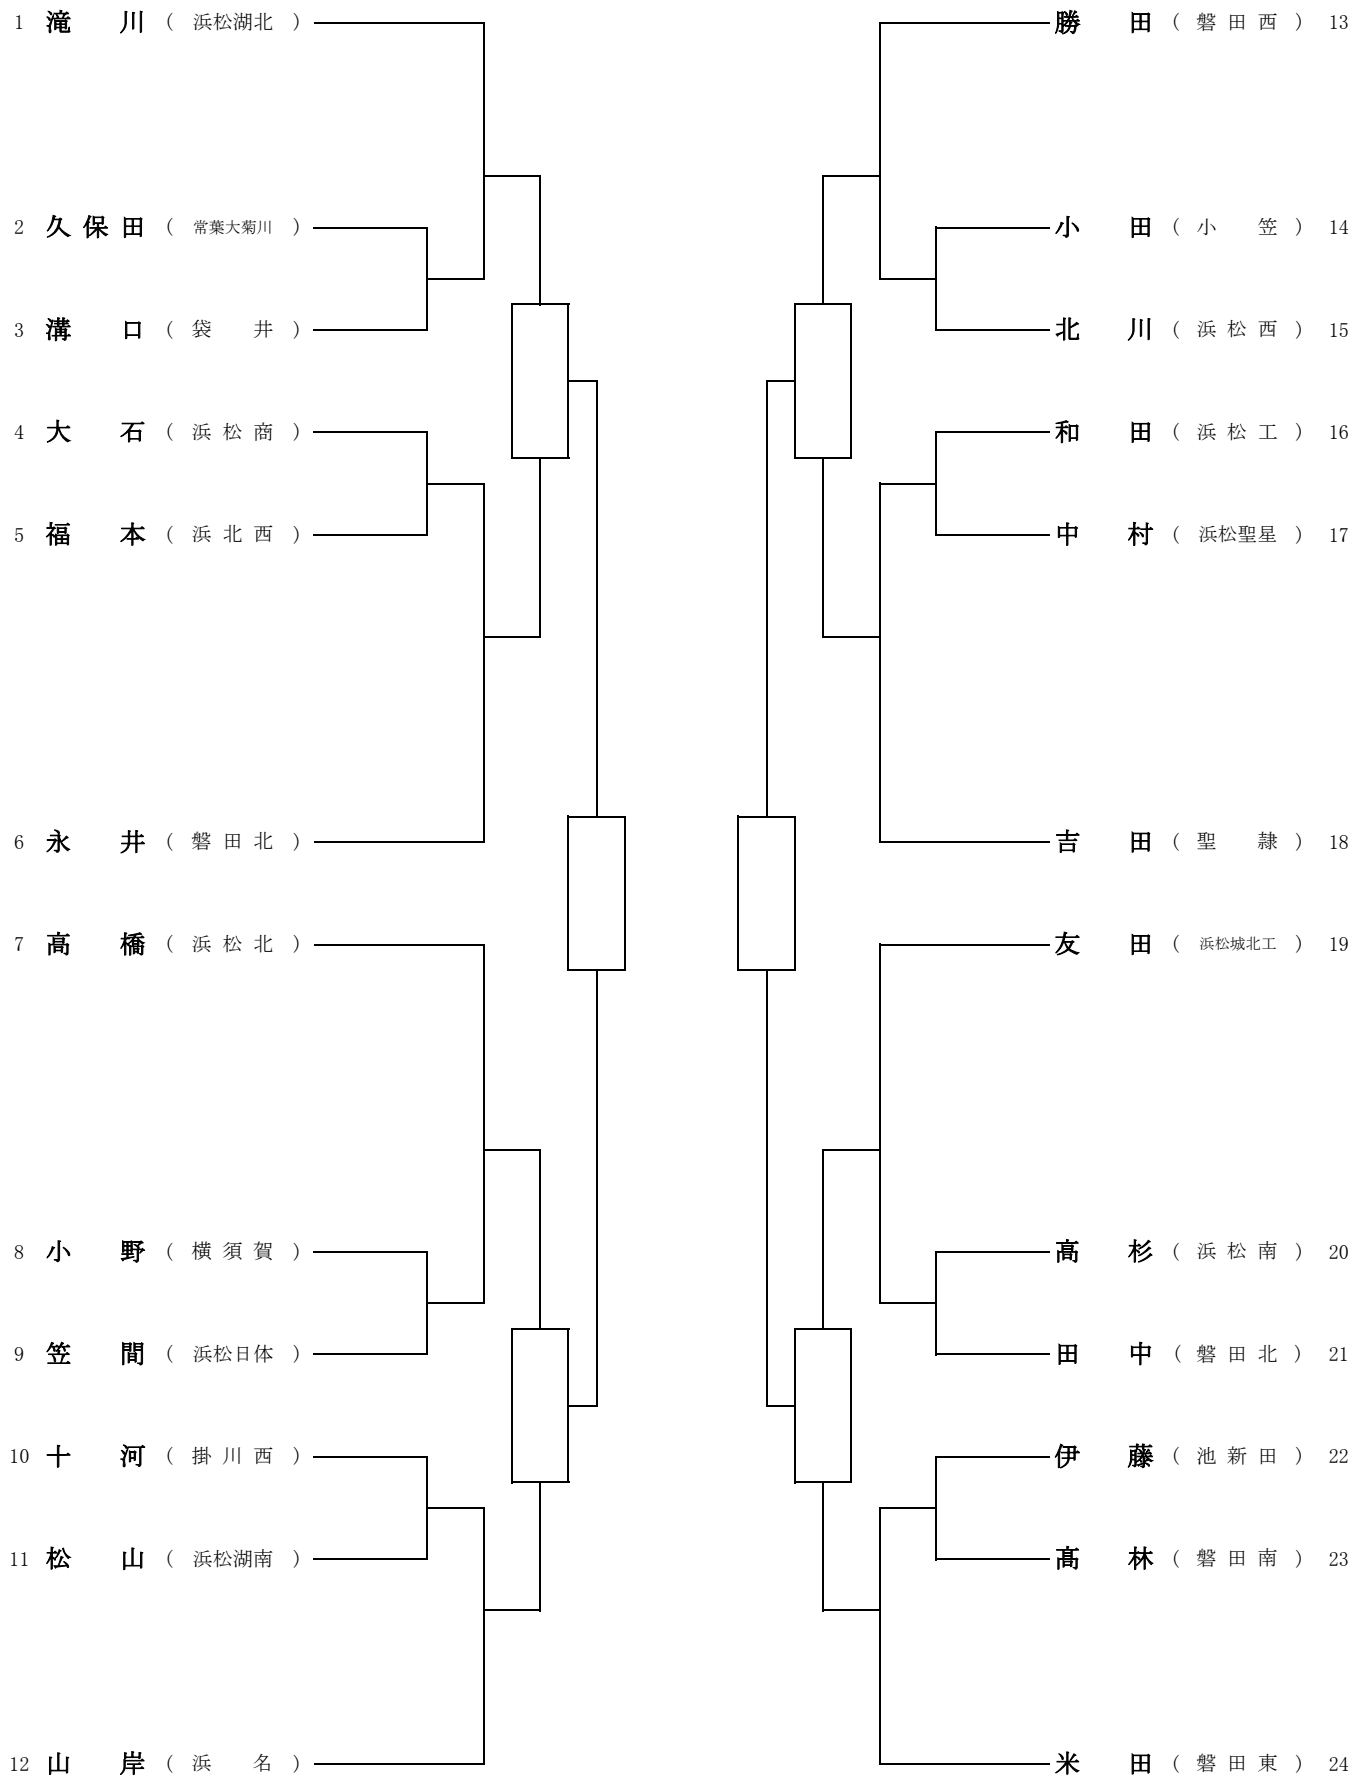 1 滝川 (浜松湖北)
2 久保田 (常葉大菊川)
3 溝口 (袋井)
4 大石 (浜松商)
5 福本 (浜北西)
6 永井 (磐田北)
7 髙橋 (浜松北)
8 小野 (横須賀)
9 笠間 (浜松日体)
10 十河 (掛川西)
11 松山 (浜松湖南)
12 山岸 (浜名)
勝田 (磐田西) 13
小田 (小笠) 14
北川 (浜松西) 15
和田 (浜松工) 16
中村 (浜松聖星) 17
吉田 (聖隷) 18
友田 (浜松城北工) 19
髙杉 (浜松南) 20
田中 (磐田北) 21
伊藤 (池新田) 22
髙林 (磐田南) 23
米田 (磐田東) 24